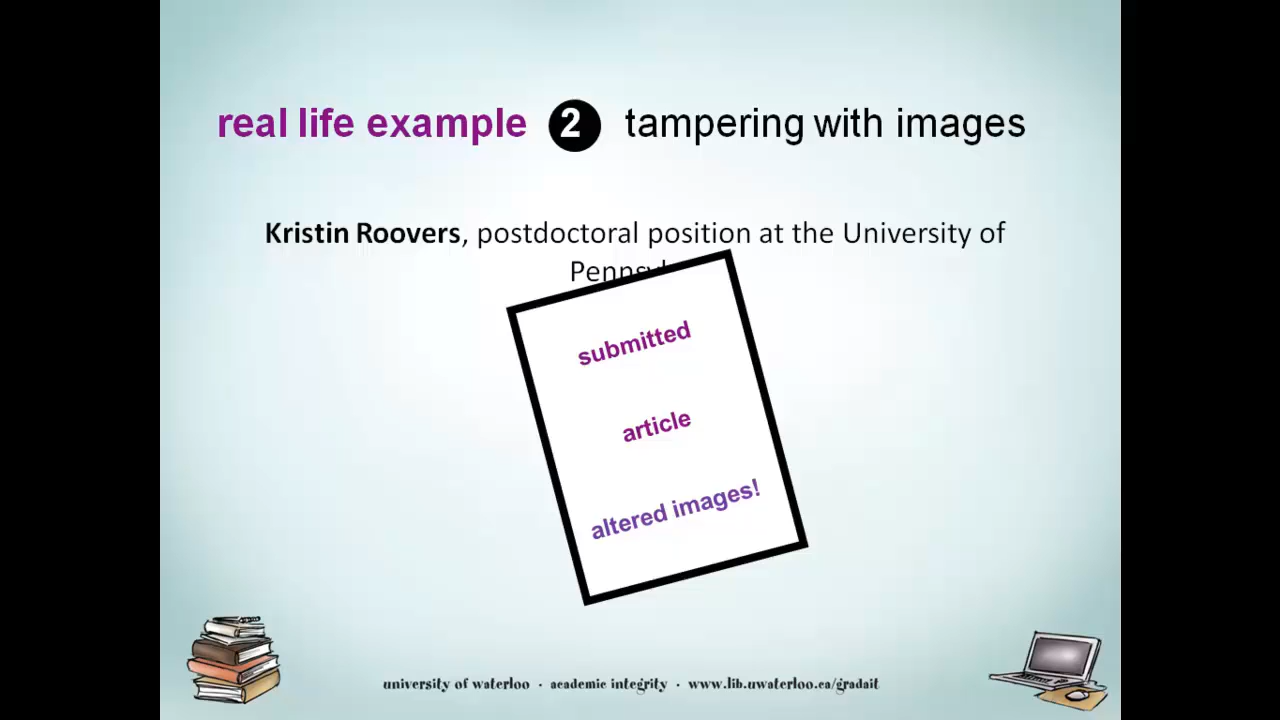 real life example 2 tampering with images
Kristin Roovers, postdoctoral position at the University of
submitted
article
altered images!
university of waterloo · academic integrity · www.lib.uwaterloo.ca/gradait